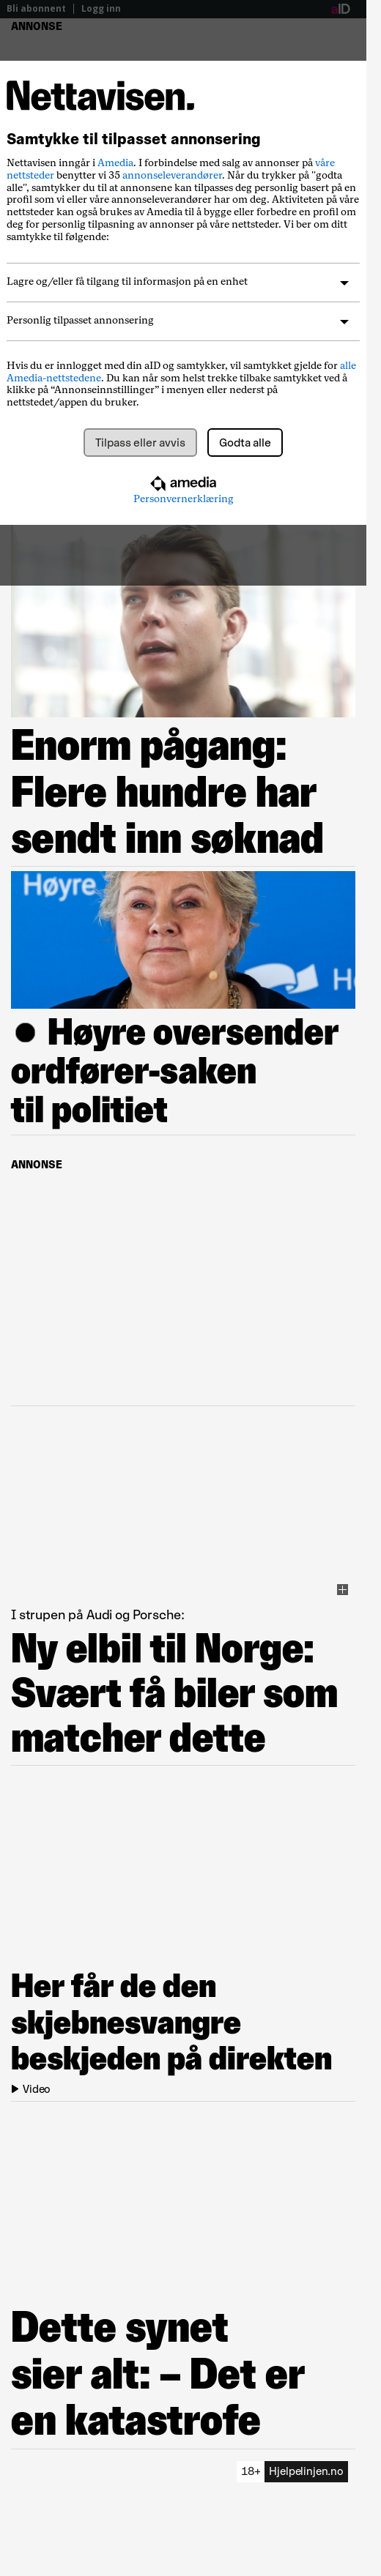 Bli abonnent | Logg inn
aID
ANNONSE
Nettavisen.
Samtykke til tilpasset annonsering
Nettavisen inngår i Amedia. I forbindelse med salg av annonser på våre
nettsteder benytter vi 35 annonseleverandører. Når du trykker på "godta
alle", samtykker du til at annonsene kan tilpasses deg personlig basert på en
profil som vi eller våre annonseleverandører har om deg. Aktiviteten på våre
nettsteder kan også brukes av Amedia til å bygge eller forbedre en profil om
deg for personlig tilpasning av annonser på våre nettsteder. Vi ber om ditt
samtykke til følgende:
Lagre og/eller få tilgang til informasjon på en enhet
Personlig tilpasset annonsering
Hvis du er innlogget med din aID og samtykker, vil samtykket gjelde for alle
Amedia-nettstedene. Du kan når som helst trekke tilbake samtykket ved å
klikke på “Annonseinnstillinger” i menyen eller nederst på
nettstedet/appen du bruker.
Tilpass eller avvis
Godta alle
amedia
Personvernerklæring
Enorm pågang:
Flere hundre har
sendt inn søknad
Høyre
Hø
● Høyre oversender
ordfører-saken
til politiet
ANNONSE
I strupen på Audi og Porsche:
Ny elbil til Norge:
Svært få biler som
matcher dette
Her får de den
skjebnesvangre
beskjeden på direkten
Video
Dette synet
sier alt: – Det er
en katastrofe
18+ Hjelpelinjen.no